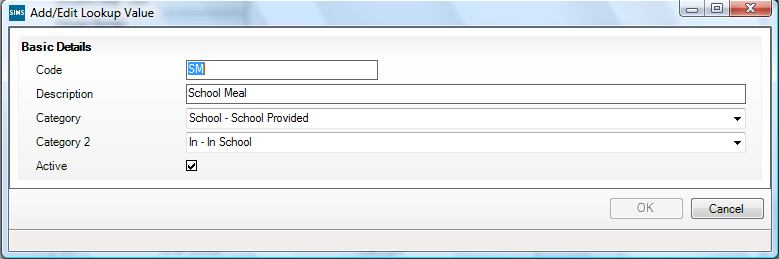 SIMS Add/Edit Lookup Value
Basic Details
Code SM
Description School Meal
Category School - School Provided
Category 2 In - In School
Active
OK Cancel